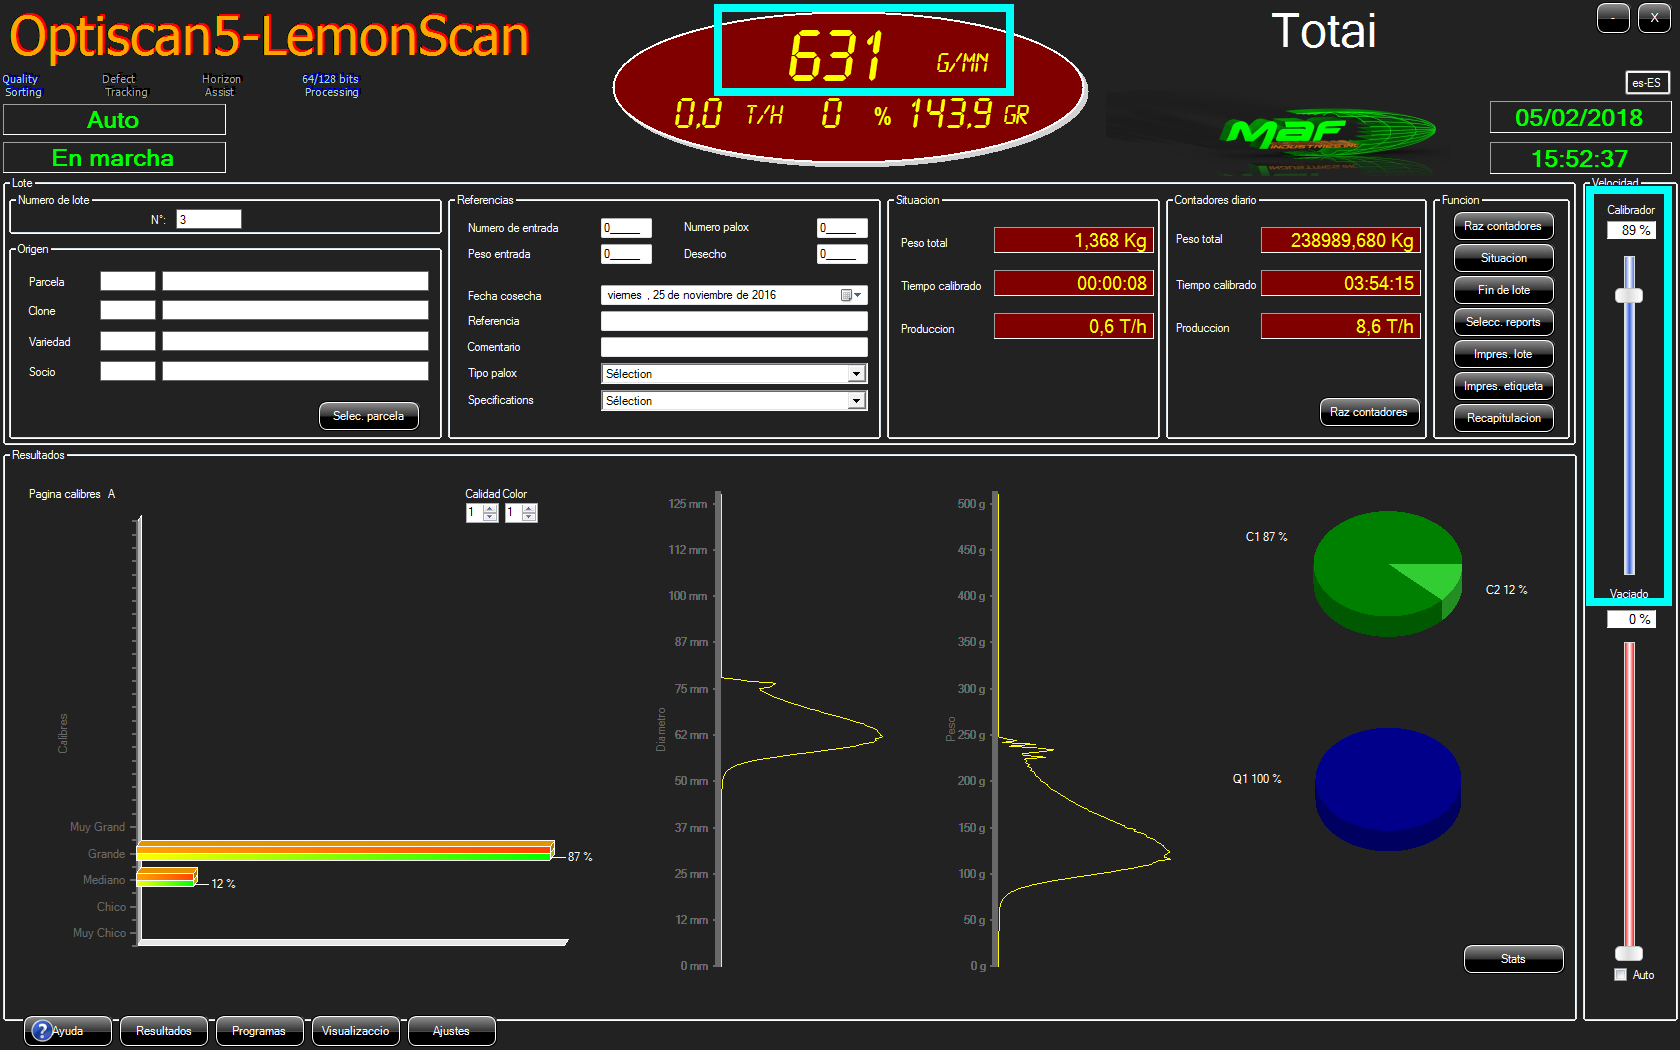 Optiscan5-LemonScan
Quality Sorting
Defect Tracking
Horizon Assist
64/128 bits Processing
Auto
En marcha
631 G/MN
0,0 T/H 0 % 143,9 GR
Totai
- X
es-ES
MAF
INDUSTRIES INC
05/02/2018
15:52:37
Lote
Numero de lote
N°: 3
Origen
Parcela
Clone
Variedad
Socio
Selec. parcela
Referencias
Numero de entrada 0____ Numero palox 0____
Peso entrada 0____ Desecho 0____
Fecha cosecha viernes , 25 de noviembre de 2016
Referencia
Comentario
Tipo palox Sélection
Specifications Sélection
Situacion
Peso total 1,368 Kg
Tiempo calibrado 00:00:08
Produccion 0,6 T/h
Contadores diario
Peso total 238989,680 Kg
Tiempo calibrado 03:54:15
Produccion 8,6 T/h
Raz contadores
Funcion
Raz contadores
Situacion
Fin de lote
Selecc. reports
Impres. lote
Impres. etiqueta
Recapitulacion
Velocidad
Calibrador
89 %
Vaciado
0 %
Auto
Resultados
Pagina calibres A
Calidad Color
1 1
Calibres
Muy Grand
Grande 87 %
Mediano 12 %
Chico
Muy Chico
Diametro
125 mm
112 mm
100 mm
87 mm
75 mm
62 mm
50 mm
37 mm
25 mm
12 mm
0 mm
Peso
500 g
450 g
400 g
350 g
300 g
250 g
200 g
150 g
100 g
50 g
0 g
C1 87 %
C2 12 %
Q1 100 %
Stats
? Ayuda
Resultados
Programas
Visualizaccio
Ajustes